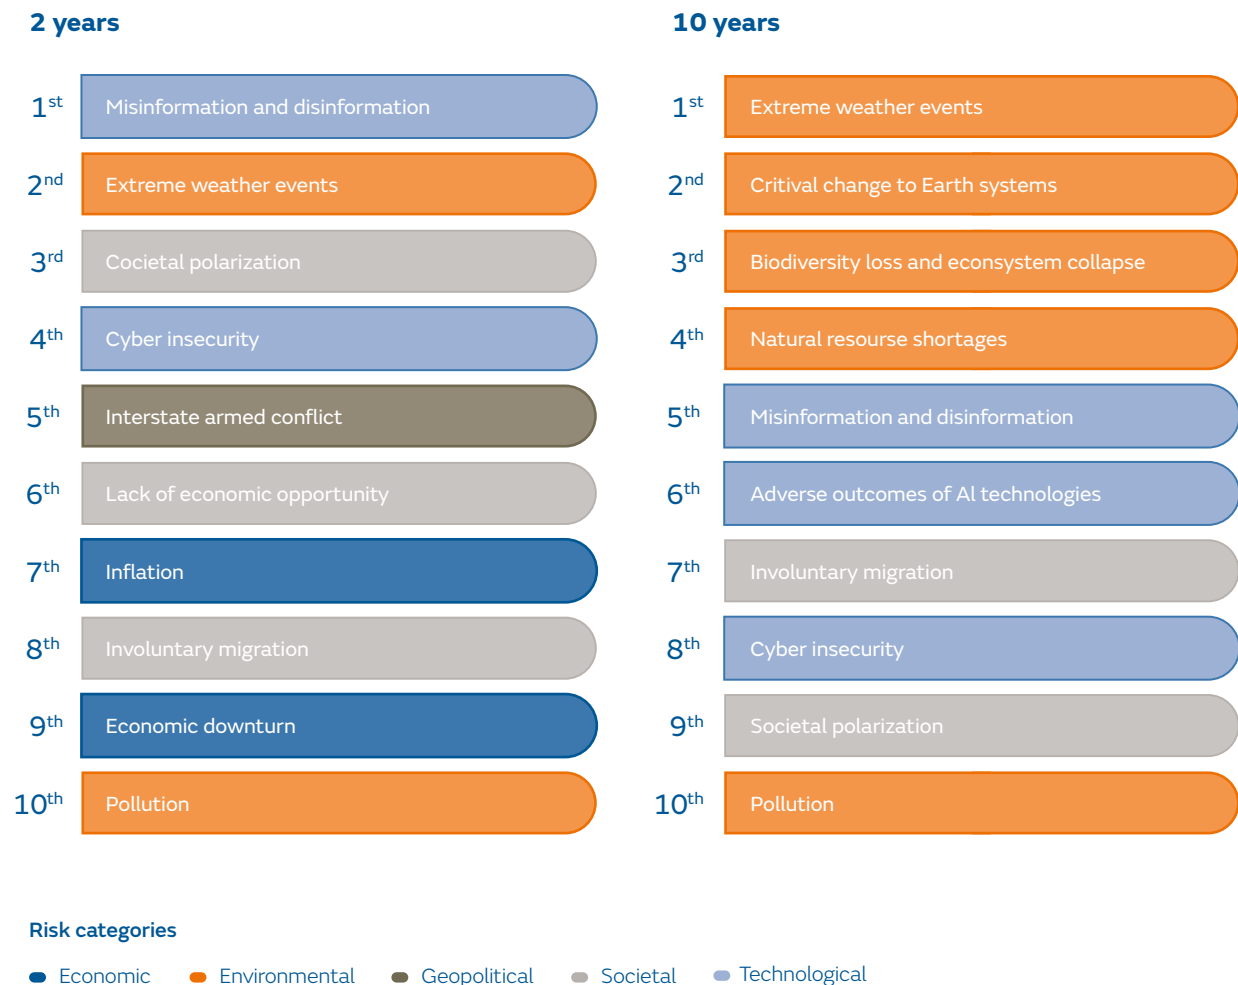 2 years
1st Misinformation and disinformation
2nd Extreme weather events
3rd Cocietal polarization
4th Cyber insecurity
5th Interstate armed conflict
6th Lack of economic opportunity
7th Inflation
8th Involuntary migration
9th Economic downturn
10th Pollution
10 years
1st Extreme weather events
2nd Critival change to Earth systems
3rd Biodiversity loss and econsystem collapse
4th Natural resourse shortages
5th Misinformation and disinformation
6th Adverse outcomes of Al technologies
7th Involuntary migration
8th Cyber insecurity
9th Societal polarization
10th Pollution
Risk categories
Economic Environmental Geopolitical Societal Technological